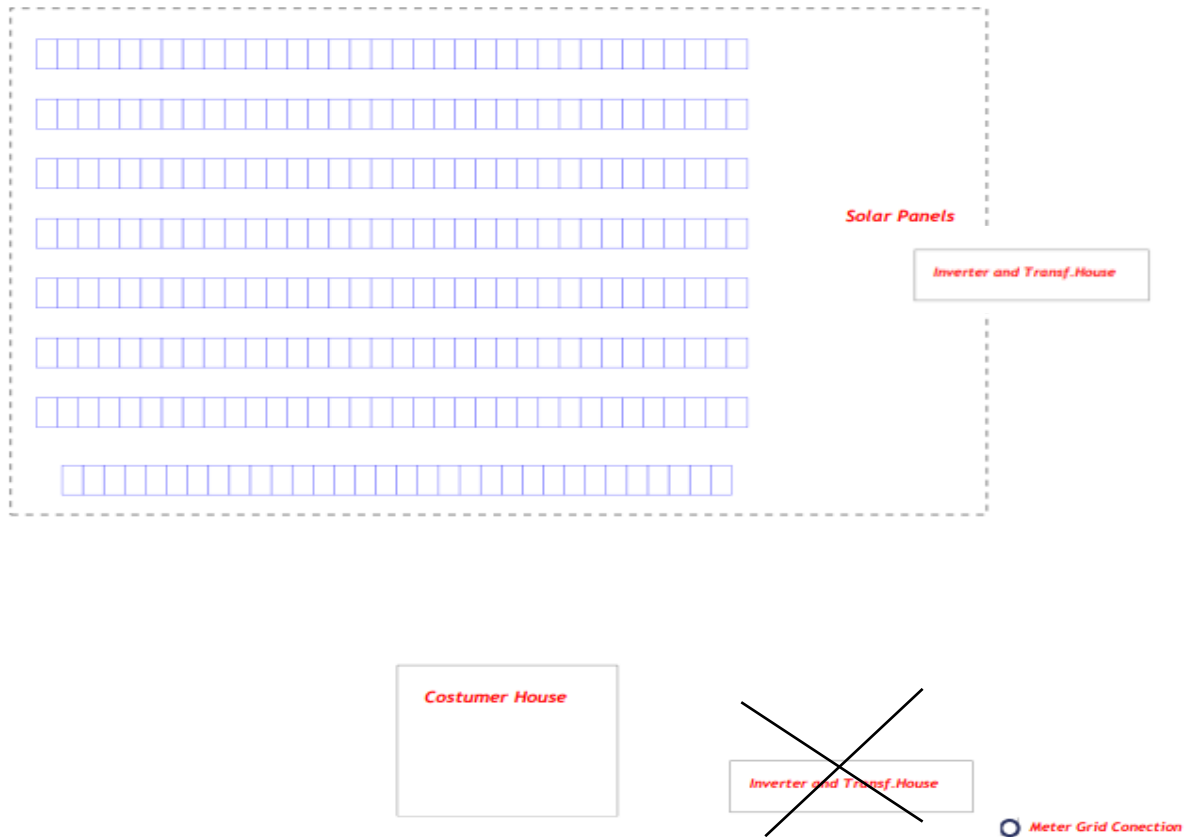 Solar Panels
Inverter and Transf.House
Costumer House
Inverter and Transf.House
Meter Grid Conection